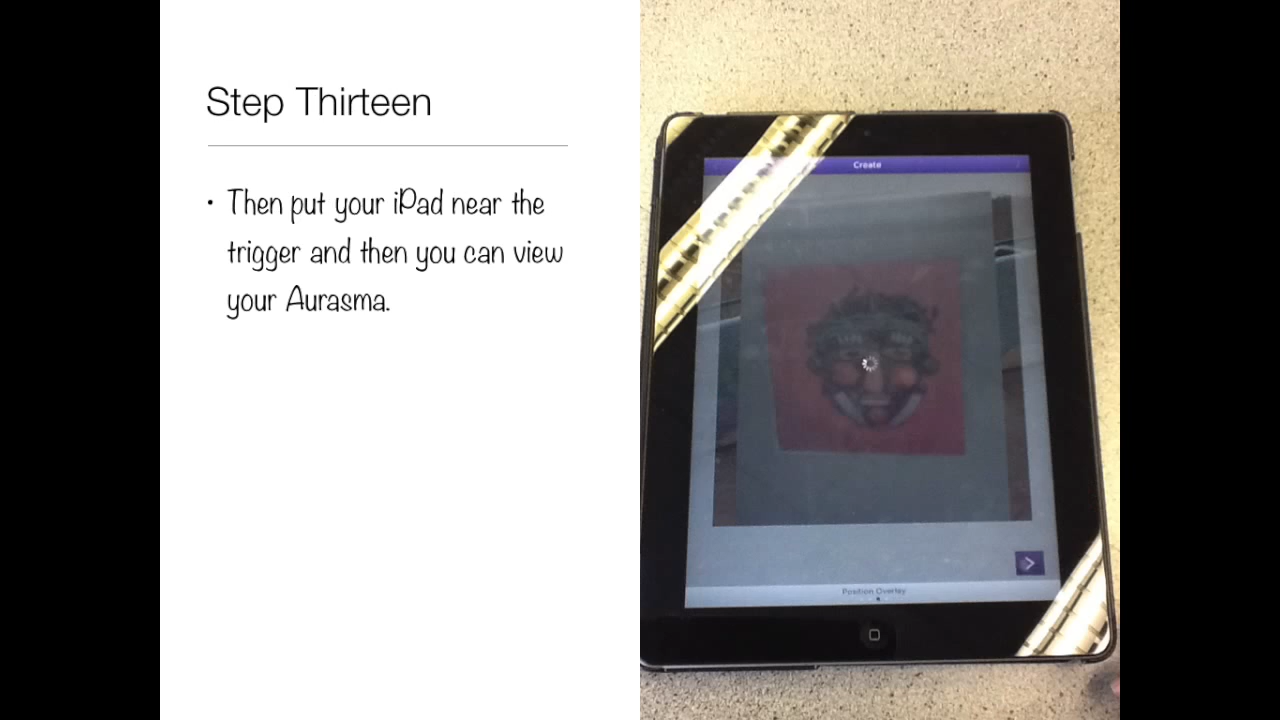 Step Thirteen
• Then put your iPad near the
trigger and then you can view
your Aurasma.
Create
Position Overlay